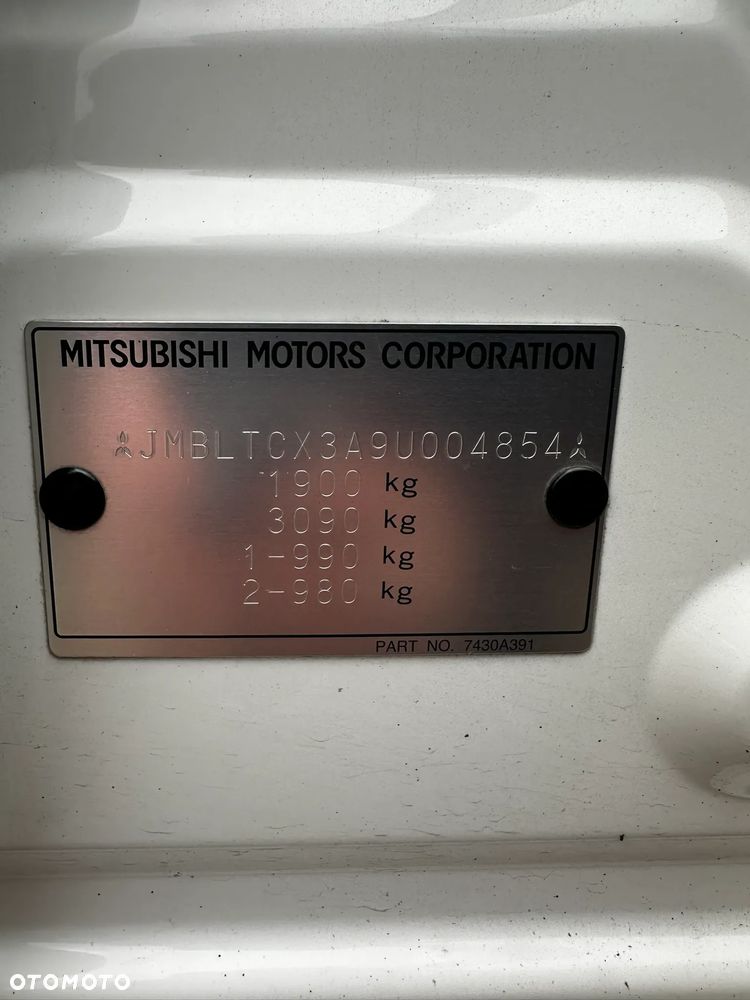 MITSUBISHI MOTORS CORPORATION
JMBLTCX3A9U004854
1900 kg
3090 kg
1-990 kg
2-980 kg
PART NO. 7430A391
OTOMOTO